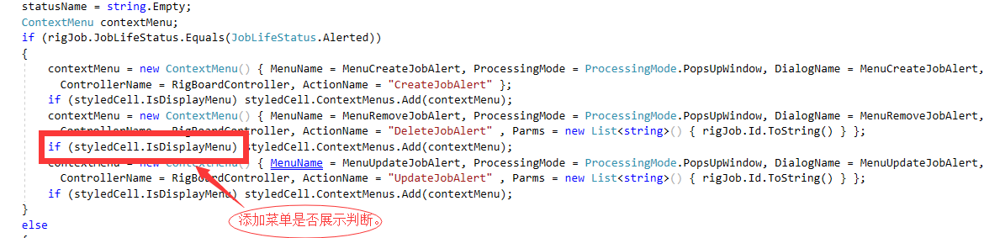 statusName = string.Empty;
ContextMenu contextMenu;
if (rigJob.JobLifeStatus.Equals(JobLifeStatus.Alerted))
{
contextMenu = new ContextMenu() { MenuName = MenuCreateJobAlert, ProcessingMode = ProcessingMode.PopsUpWindow, DialogName = MenuCreateJobAlert,
ControllerName = RigBoardController, ActionName = "CreateJobAlert" };
if (styledCell.IsDisplayMenu) styledCell.ContextMenus.Add(contextMenu);
contextMenu = new ContextMenu() { MenuName = MenuRemoveJobAlert, ProcessingMode = ProcessingMode.PopsUpWindow, DialogName = MenuRemoveJobAlert,
ControllerName = RigBoardController, ActionName = "DeleteJobAlert" , Parms = new List<string>() { rigJob.Id.ToString() } };
if (styledCell.IsDisplayMenu) styledCell.ContextMenus.Add(contextMenu);
contextMenu = new ContextMenu() { MenuName = MenuUpdateJobAlert, ProcessingMode = ProcessingMode.PopsUpWindow, DialogName = MenuUpdateJobAlert,
ControllerName = RigBoardController, ActionName = "UpdateJobAlert" , Parms = new List<string>() { rigJob.Id.ToString() } };
if (styledCell.IsDisplayMenu) styledCell.ContextMenus.Add(contextMenu);
}
添加菜单是否展示判断。
else